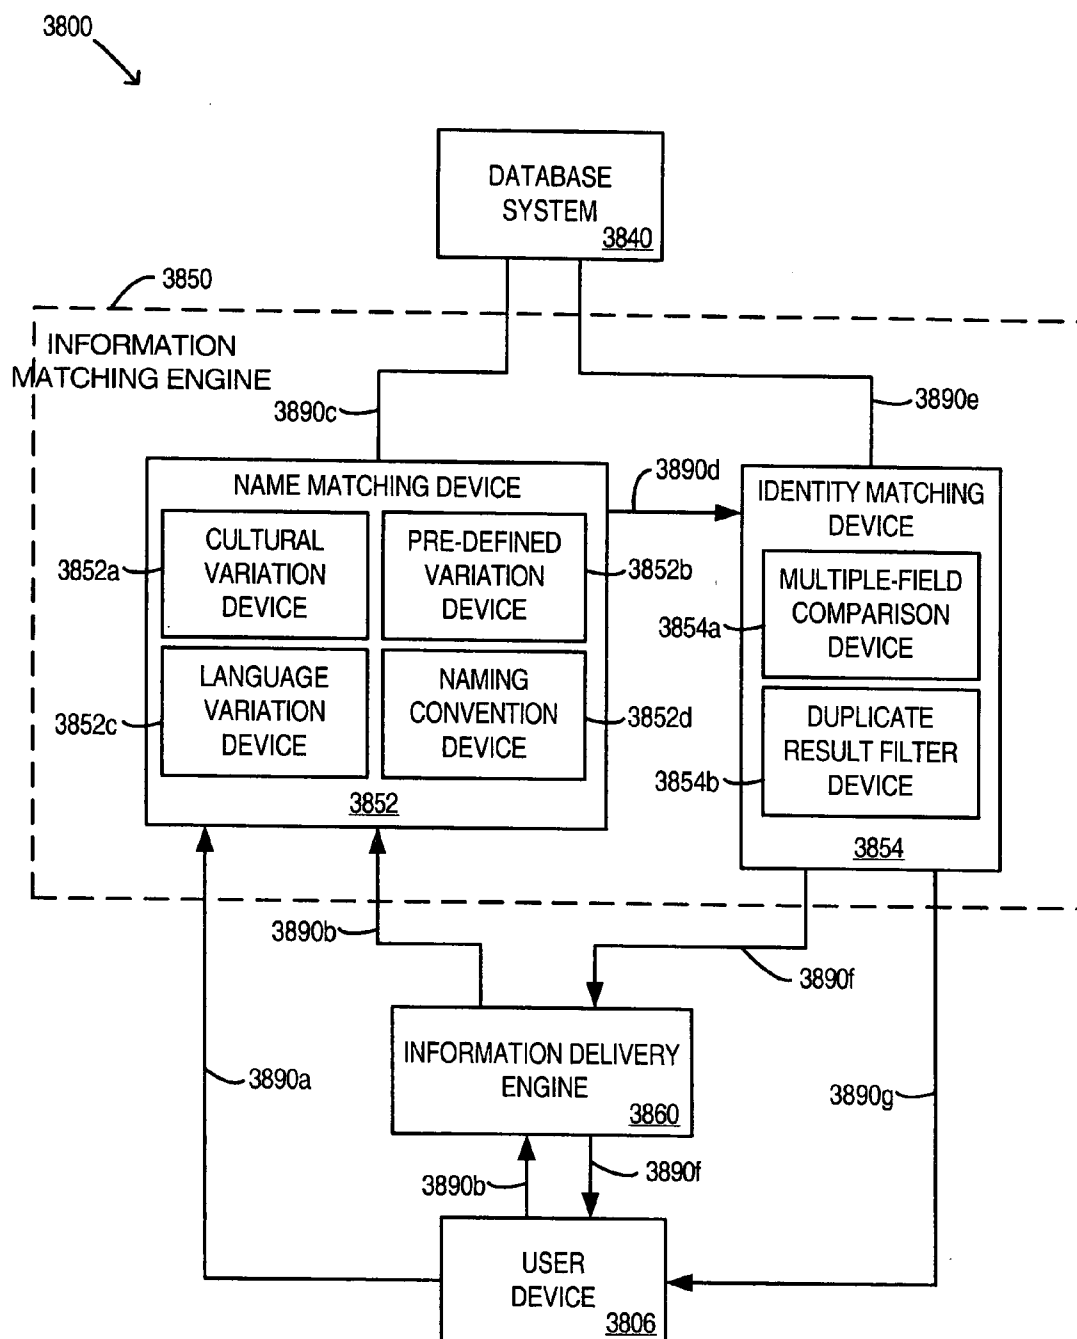 3800
DATABASE
SYSTEM
3840
3850
INFORMATION
MATCHING ENGINE
3890c
3890e
3890d
NAME MATCHING DEVICE
IDENTITY MATCHING
DEVICE
3852a
CULTURAL
VARIATION
DEVICE
PRE-DEFINED
VARIATION
DEVICE
3852b
3854a
MULTIPLE-FIELD
COMPARISON
DEVICE
3852c
LANGUAGE
VARIATION
DEVICE
NAMING
CONVENTION
DEVICE
3852d
3854b
DUPLICATE
RESULT FILTER
DEVICE
3852
3854
3890b
3890f
INFORMATION DELIVERY
ENGINE
3860
3890a
3890g
3890b
3890f
USER
DEVICE
3806